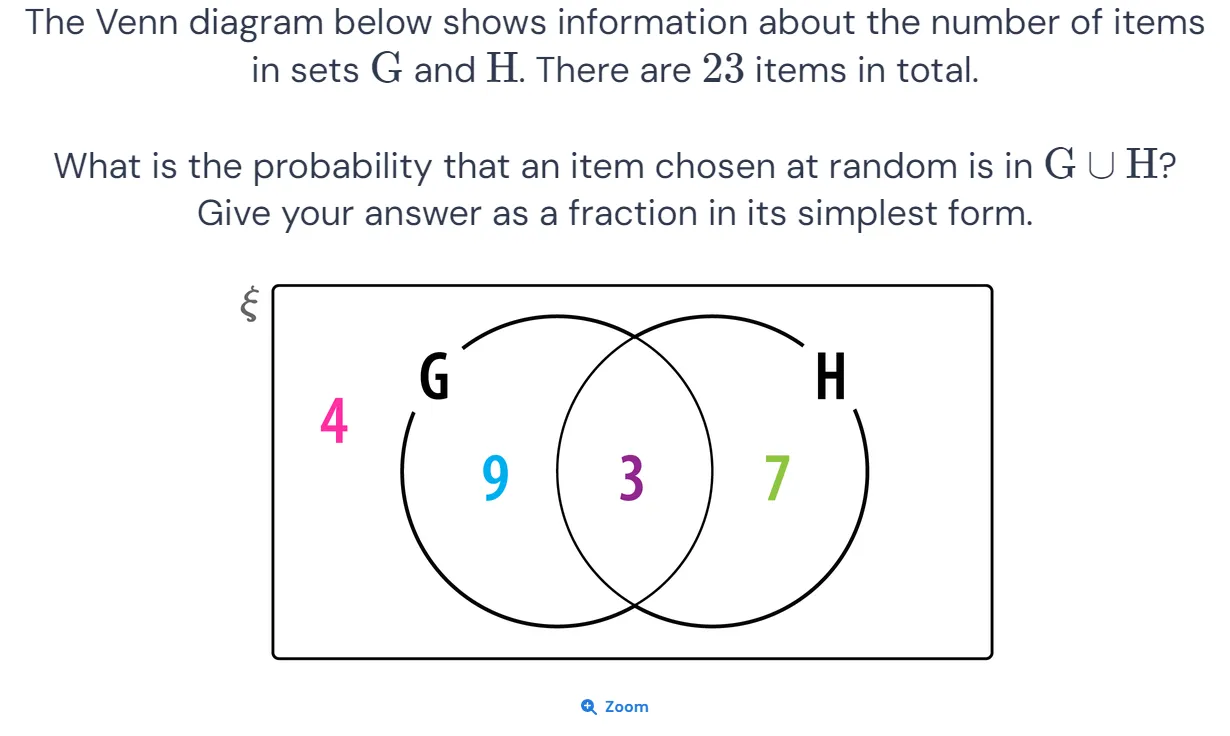 The Venn diagram below shows information about the number of items
in sets G and H. There are 23 items in total.
What is the probability that an item chosen at random is in G ∪ H?
Give your answer as a fraction in its simplest form.
ξ
G
H
4
9
3
7
Zoom